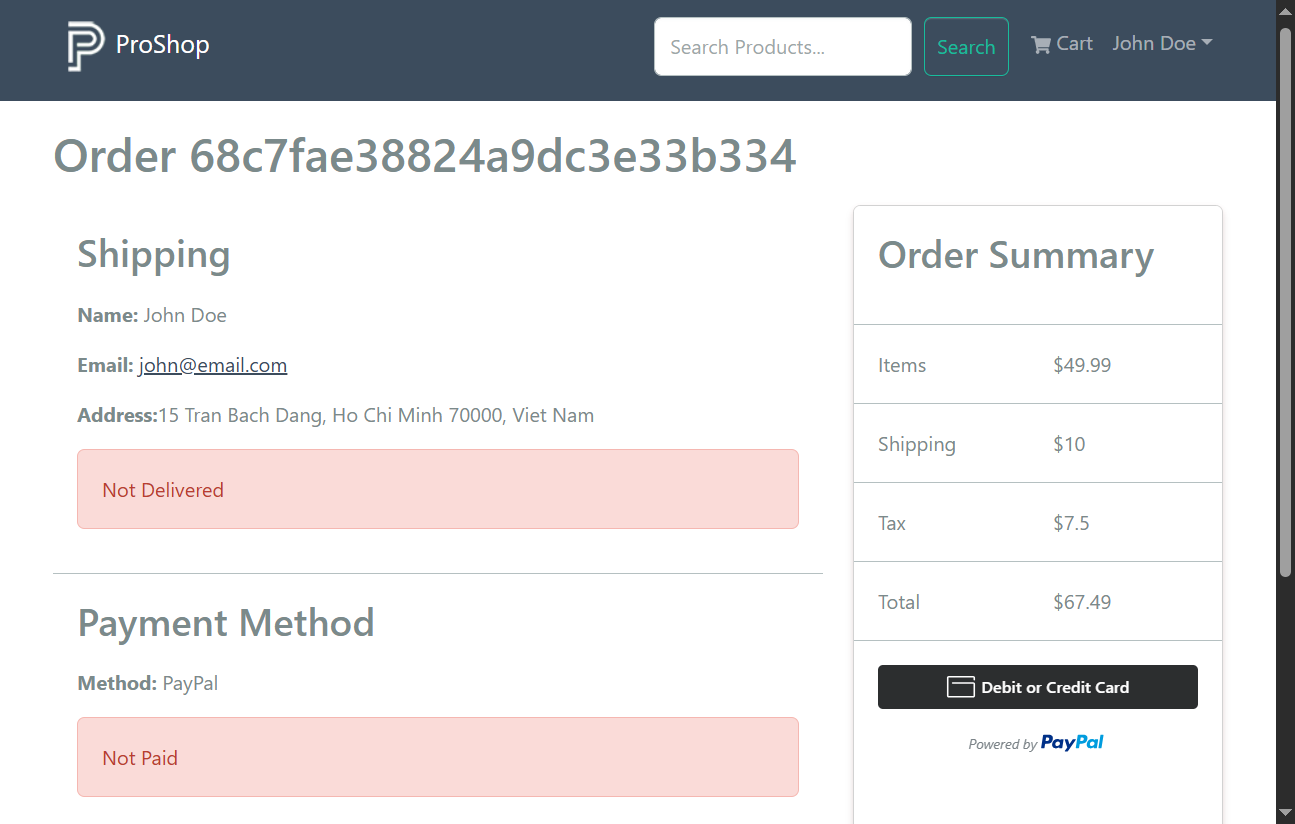 ProShop
Search Products...
Search
Cart
John Doe
Order 68c7fae38824a9dc3e33b334
Shipping
Name: John Doe
Email: john@email.com
Address:15 Tran Bach Dang, Ho Chi Minh 70000, Viet Nam
Not Delivered
Payment Method
Method: PayPal
Not Paid
Order Summary
Items $49.99
Shipping $10
Tax $7.5
Total $67.49
Debit or Credit Card
Powered by PayPal